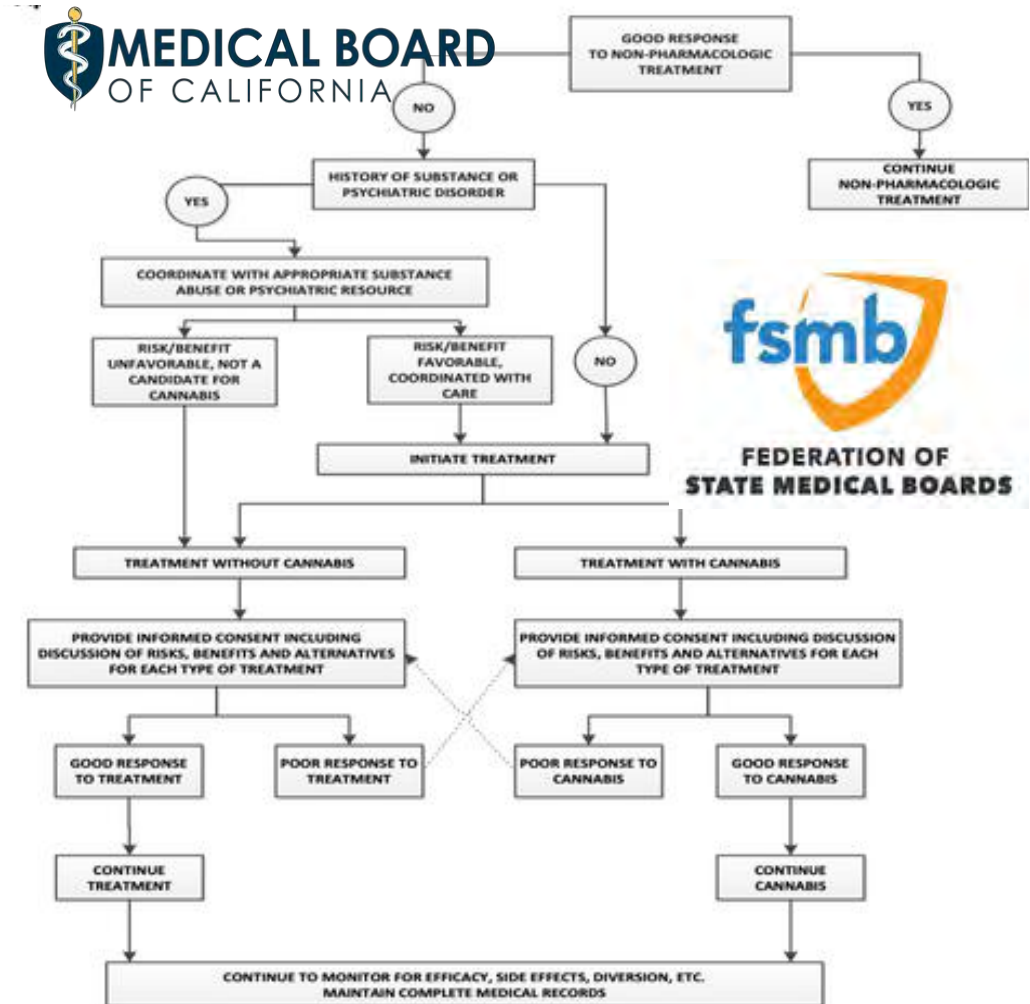 MEDICAL BOARD
OF CALIFORNIA
GOOD RESPONSE
TO NON-PHARMACOLOGIC
TREATMENT
NO
YES
HISTORY OF SUBSTANCE OR
PSYCHIATRIC DISORDER
CONTINUE
NON-PHARMACOLOGIC
TREATMENT
YES
COORDINATE WITH APPROPRIATE SUBSTANCE
ABUSE OR PSYCHIATRIC RESOURCE
RISK/BENEFIT
UNFAVORABLE, NOT A
CANDIDATE FOR
CANNABIS
RISK/BENEFIT
FAVORABLE,
COORDINATED WITH
CARE
NO
fsmb
FEDERATION OF
STATE MEDICAL BOARDS
INITIATE TREATMENT
TREATMENT WITHOUT CANNABIS
TREATMENT WITH CANNABIS
PROVIDE INFORMED CONSENT INCLUDING
DISCUSSION OF RISKS, BENEFITS AND ALTERNATIVES
FOR EACH TYPE OF TREATMENT
PROVIDE INFORMED CONSENT INCLUDING DISCUSSION
OF RISKS, BENEFITS AND ALTERNATIVES FOR EACH
TYPE OF TREATMENT
GOOD RESPONSE
TO TREATMENT
POOR RESPONSE TO
TREATMENT
POOR RESPONSE TO
CANNABIS
GOOD RESPONSE
TO CANNABIS
CONTINUE
TREATMENT
CONTINUE
CANNABIS
CONTINUE TO MONITOR FOR EFFICACY, SIDE EFFECTS, DIVERSION, ETC.
MAINTAIN COMPLETE MEDICAL RECORDS